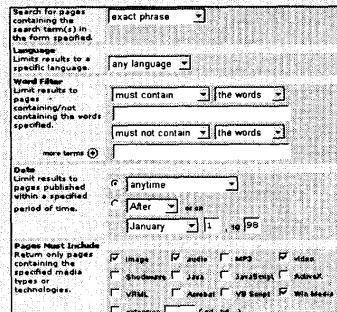 Search for pages
containing the
search term(s) in
the form specified.
exact phrase
Language
Limits results to a
specific language.
any language
Word Filter
Limit results to
pages -
containing/not
containing the words
specified.
must contain the words
must not contain the words
more terms
Date
Limit results to
pages published
within a specified
period of time.
anytime
After or on
January 1 , 19 98
Pages Must Include
Return only pages
containing the
specified media
types or
technologies.
image audio MP3 video
Shockwave Java JavaScript ActiveX
VRML Acrobat VB Script Win Media